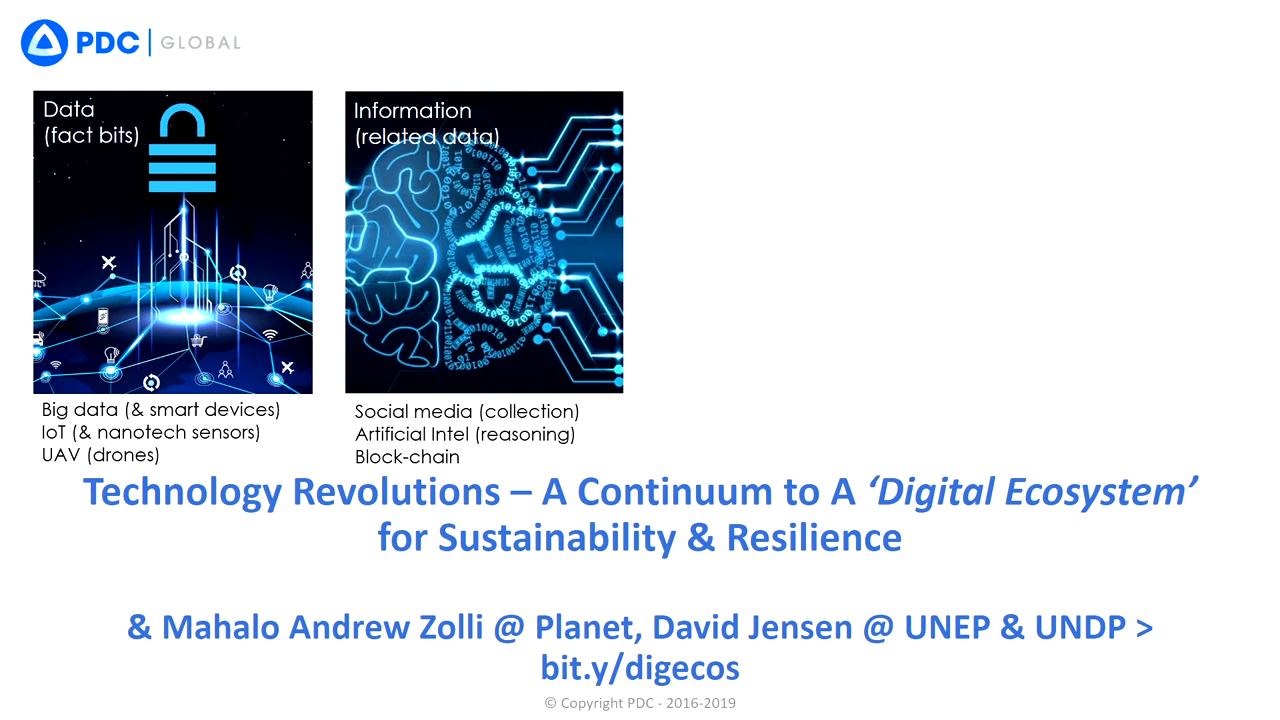 PDC | GLOBAL
Data
(fact bits)
Information
(related data)
Big data (& smart devices)
IoT (& nanotech sensors)
UAV (drones)
Social media (collection)
Artificial Intel (reasoning)
Block-chain
Technology Revolutions – A Continuum to A ‘Digital Ecosystem’
for Sustainability & Resilience
& Mahalo Andrew Zolli @ Planet, David Jensen @ UNEP & UNDP >
bit.y/digecos
© Copyright PDC - 2016-2019